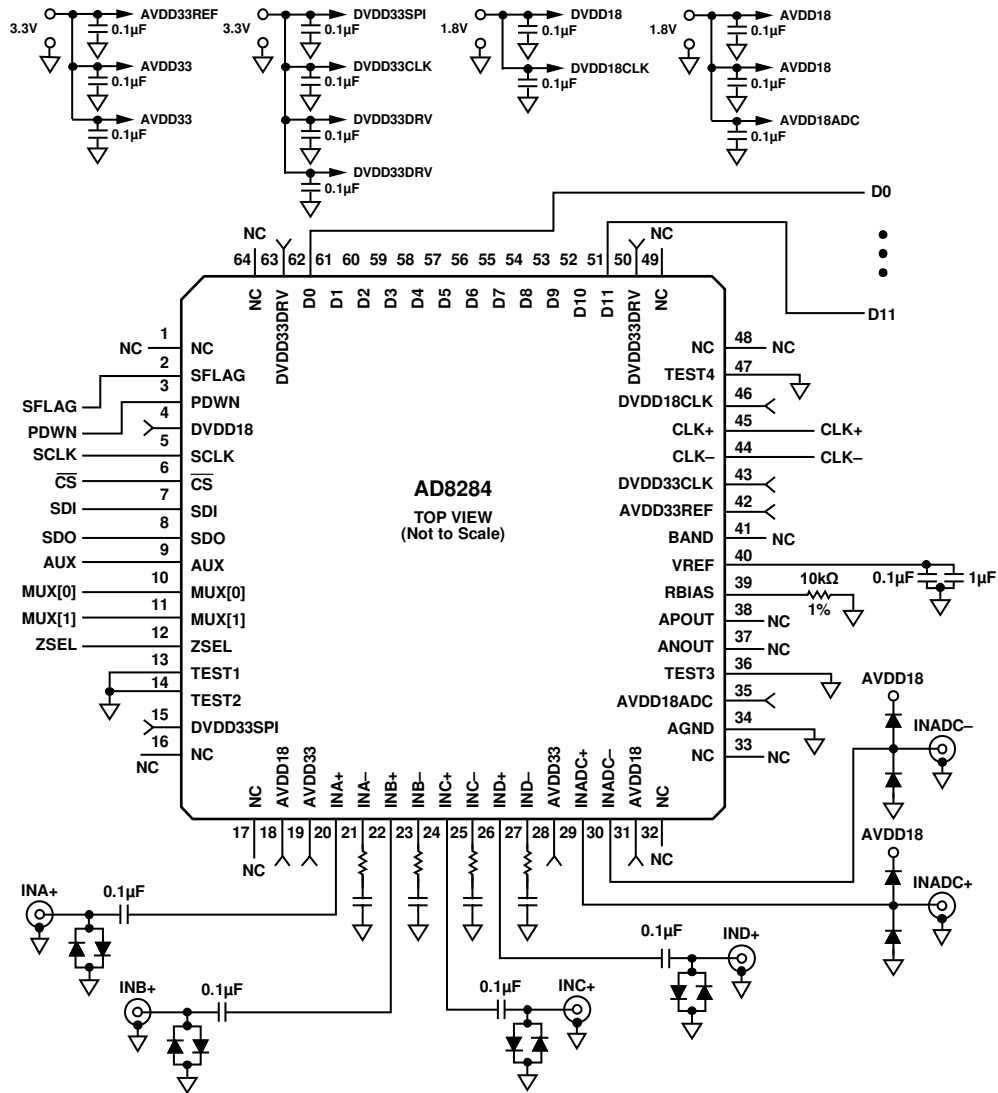 3.3V
AVDD33REF
0.1µF
AVDD33
0.1µF
AVDD33
0.1µF
3.3V
DVDD33SPI
0.1µF
DVDD33CLK
0.1µF
DVDD33DRV
0.1µF
DVDD33DRV
0.1µF
1.8V
DVDD18
0.1µF
DVDD18CLK
0.1µF
1.8V
AVDD18
0.1µF
AVDD18
0.1µF
AVDD18ADC
0.1µF
D0
D11
NC
NC
64 63 62 61 60 59 58 57 56 55 54 53 52 51 50 49
NC
DVDD33DRV
D0
D1
D2
D3
D4
D5
D6
D7
D8
D9
D10
D11
DVDD33DRV
NC
NC 1 NC
SFLAG 2 SFLAG
PDWN 3 PDWN
4 DVDD18
SCLK 5 SCLK
CS 6 CS
SDI 7 SDI
SDO 8 SDO
AUX 9 AUX
MUX[0] 10 MUX[0]
MUX[1] 11 MUX[1]
ZSEL 12 ZSEL
13 TEST1
14 TEST2
15 DVDD33SPI
NC 16 NC
AD8284
TOP VIEW
(Not to Scale)
NC 48 NC
TEST4 47
DVDD18CLK 46
CLK+ 45 CLK+
CLK– 44 CLK–
DVDD33CLK 43
AVDD33REF 42
BAND 41 NC
VREF 40
0.1µF 1µF
RBIAS 39 10kΩ
1%
APOUT 38 NC
ANOUT 37 NC
TEST3 36
AVDD18ADC 35
AGND 34
NC 33 NC
NC
AVDD18
AVDD33
INA+
INA–
INB+
INB–
INC+
INC–
IND+
IND–
AVDD33
INADC+
INADC–
AVDD18
NC
17 18 19 20 21 22 23 24 25 26 27 28 29 30 31 32
NC
NC
AVDD18
INADC–
AVDD18
INADC+
INA+
0.1µF
INB+
0.1µF
0.1µF
INC+
0.1µF
IND+